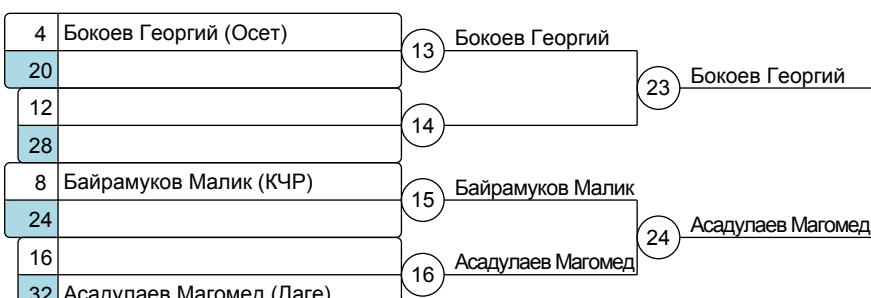 4 Бокоев Георгий (Осет)
13 Бокоев Георгий
20
23 Бокоев Георгий
12
14
28
8 Байрамуков Малик (КЧР)
15 Байрамуков Малик
24
24 Асадулаев Магомед
16
16 Асадулаев Магомед
32 Асадулаев Магомед (Даге)